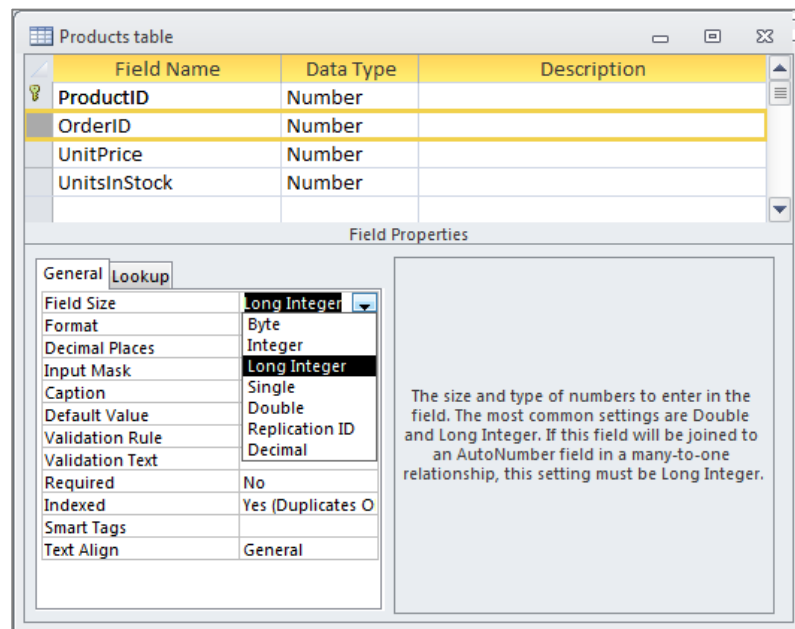 Products table
Field Name Data Type Description
ProductID Number
OrderID Number
UnitPrice Number
UnitsInStock Number
Field Properties
General Lookup
Field Size Long Integer
Format
Decimal Places
Input Mask
Caption
Default Value
Validation Rule
Validation Text
Required No
Indexed Yes (Duplicates O
Smart Tags
Text Align General
Byte
Integer
Long Integer
Single
Double
Replication ID
Decimal
The size and type of numbers to enter in the
field. The most common settings are Double
and Long Integer. If this field will be joined to
an AutoNumber field in a many-to-one
relationship, this setting must be Long Integer.